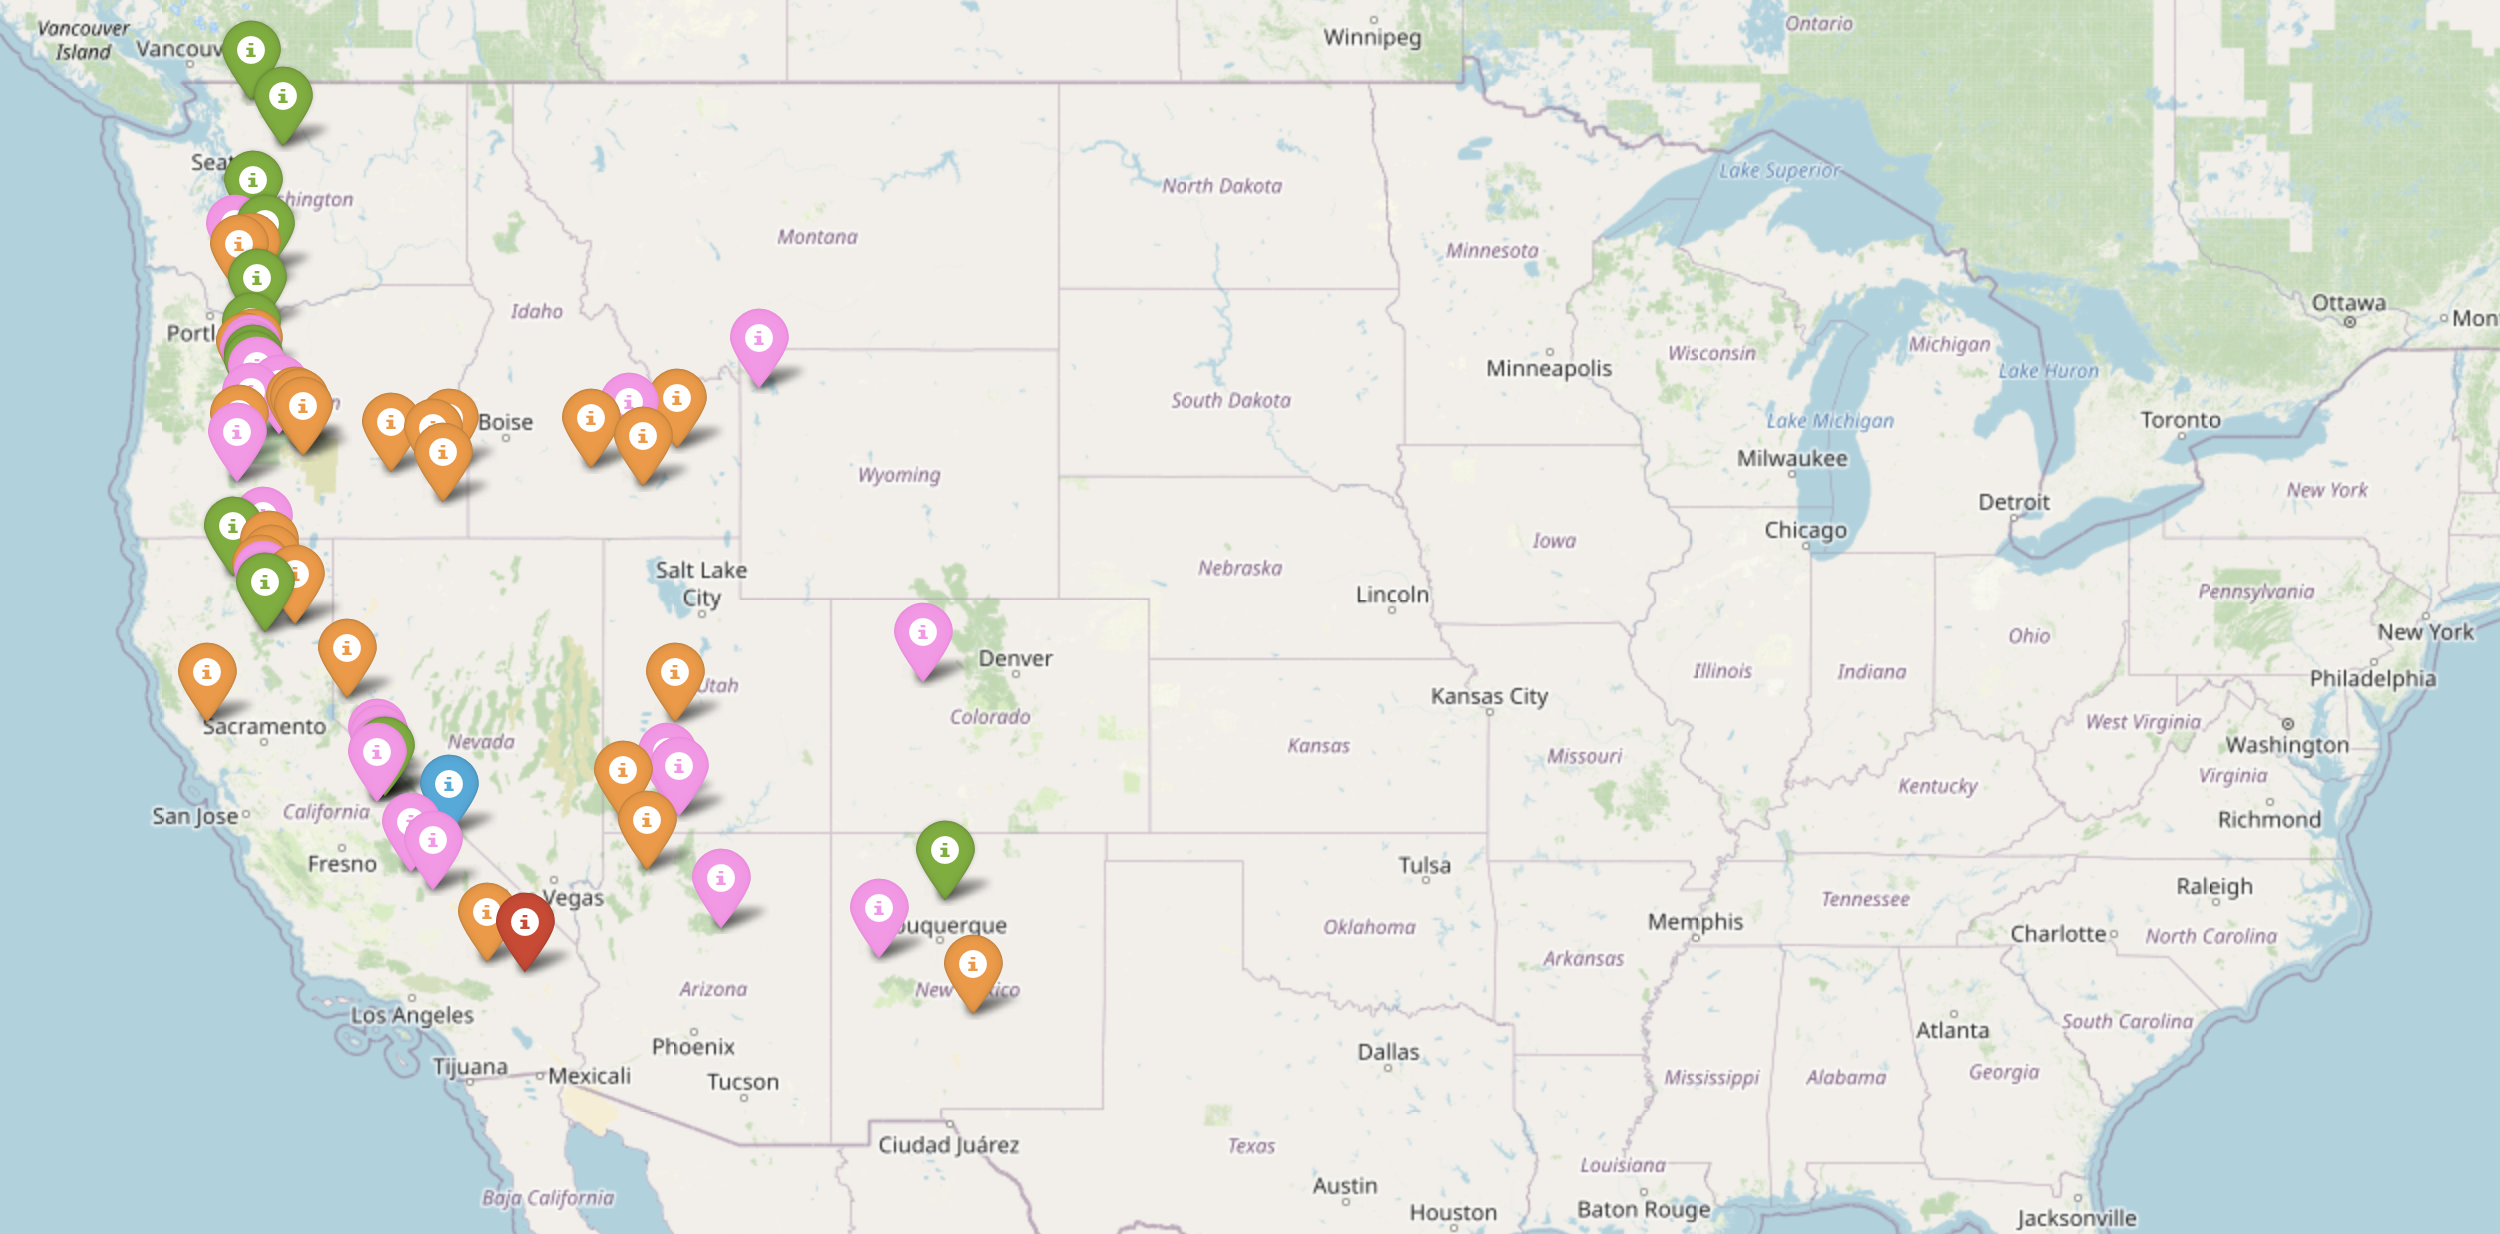 Vancouver
Island
Vancouv
Winnipeg
Ontario
Seat
shington
Montana
North Dakota
Minnesota
Lake Superior
Portl
Idaho
South Dakota
Minneapolis
Wisconsin
Michigan
Lake Huron
Ottawa
Mon
Toronto
Lake Michigan
Boise
n
Wyoming
Milwaukee
Detroit
New York
Chicago
Iowa
Salt Lake
City
Nebraska
Lincoln
Pennsylvania
New York
Ohio
Denver
Utah
Illinois
Indiana
Philadelphia
Kansas City
Colorado
Sacramento
Nevada
Kansas
Missouri
West Virginia
Washington
Virginia
Kentucky
San Jose
California
Richmond
Fresno
Vegas
Tulsa
Tennessee
Raleigh
buquerque
Oklahoma
Memphis
Charlotte
North Carolina
Arkansas
Arizona
New
xico
Los Angeles
Phoenix
Tijuana
Mexicali
Tucson
Dallas
Atlanta
South Carolina
Mississippi
Alabama
Georgia
Ciudad Juárez
Texas
Louisiana
Austin
Baja California
Houston
Baton Rouge
Jacksonville